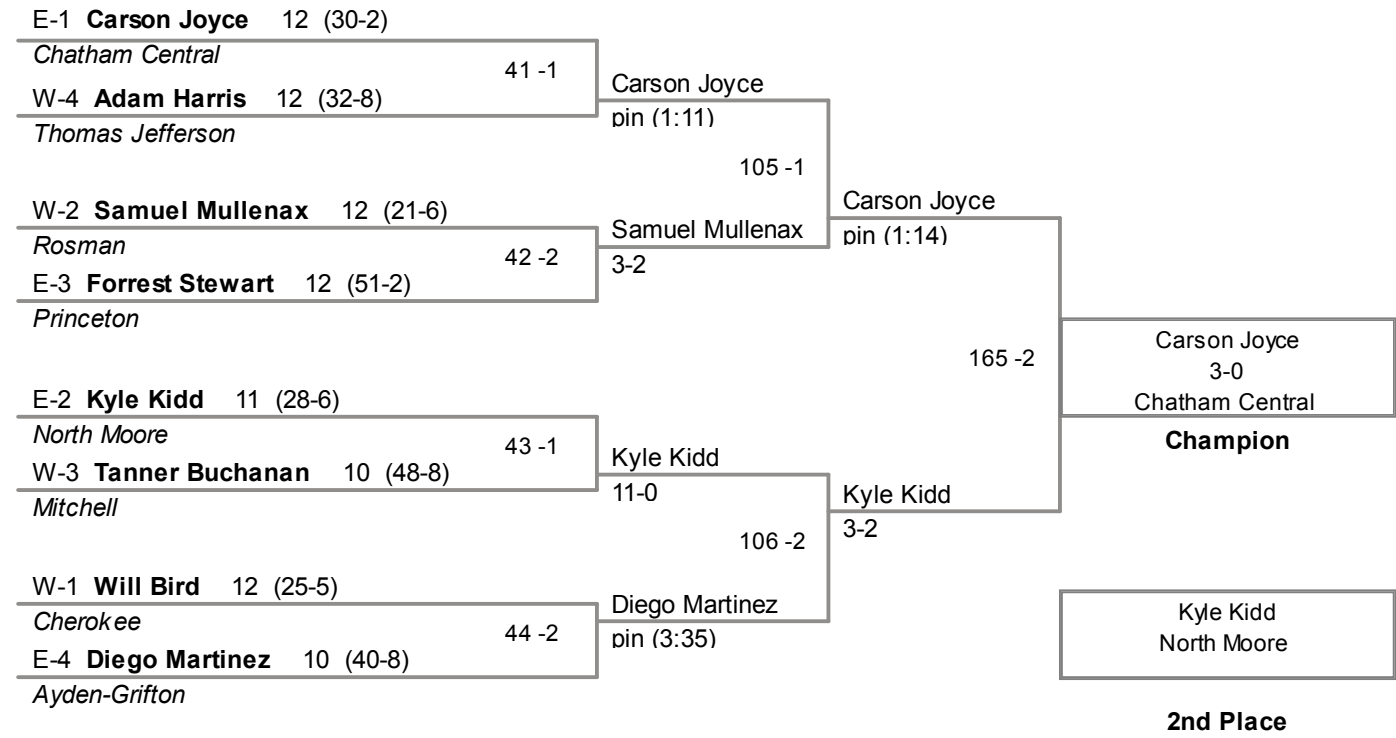 E-1 Carson Joyce 12 (30-2)
Chatham Central
41 -1
W-4 Adam Harris 12 (32-8)
Thomas Jefferson
Carson Joyce
pin (1:11)
105 -1
W-2 Samuel Mullenax 12 (21-6)
Rosman
42 -2
E-3 Forrest Stewart 12 (51-2)
Princeton
Samuel Mullenax
3-2
Carson Joyce
pin (1:14)
165 -2
E-2 Kyle Kidd 11 (28-6)
North Moore
43 -1
W-3 Tanner Buchanan 10 (48-8)
Mitchell
Kyle Kidd
11-0
106 -2
W-1 Will Bird 12 (25-5)
Cherokee
44 -2
E-4 Diego Martinez 10 (40-8)
Ayden-Grifton
Diego Martinez
pin (3:35)
Kyle Kidd
3-2
Carson Joyce
3-0
Chatham Central
Champion
Kyle Kidd
North Moore
2nd Place